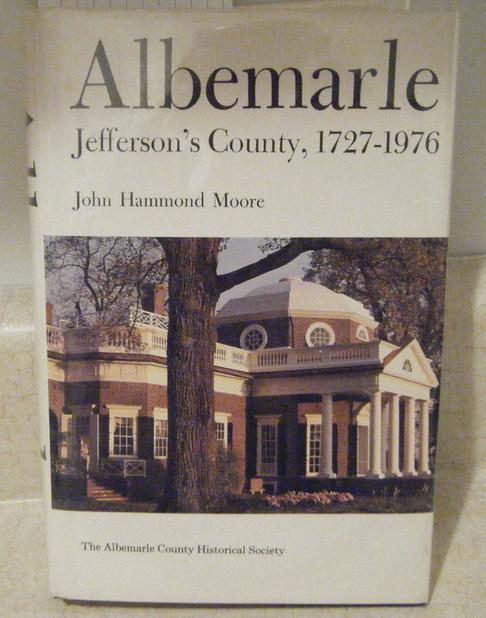 Albemarle
Jefferson's County, 1727-1976
John Hammond Moore
The Albemarle County Historical Society